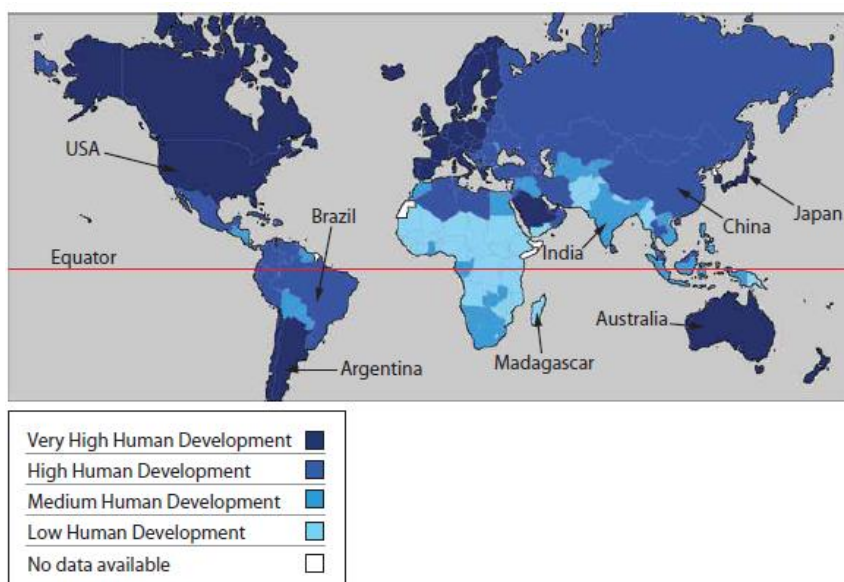 USA
Brazil
Equator
India
China
Japan
Australia
Madagascar
Argentina
Very High Human Development
High Human Development
Medium Human Development
Low Human Development
No data available